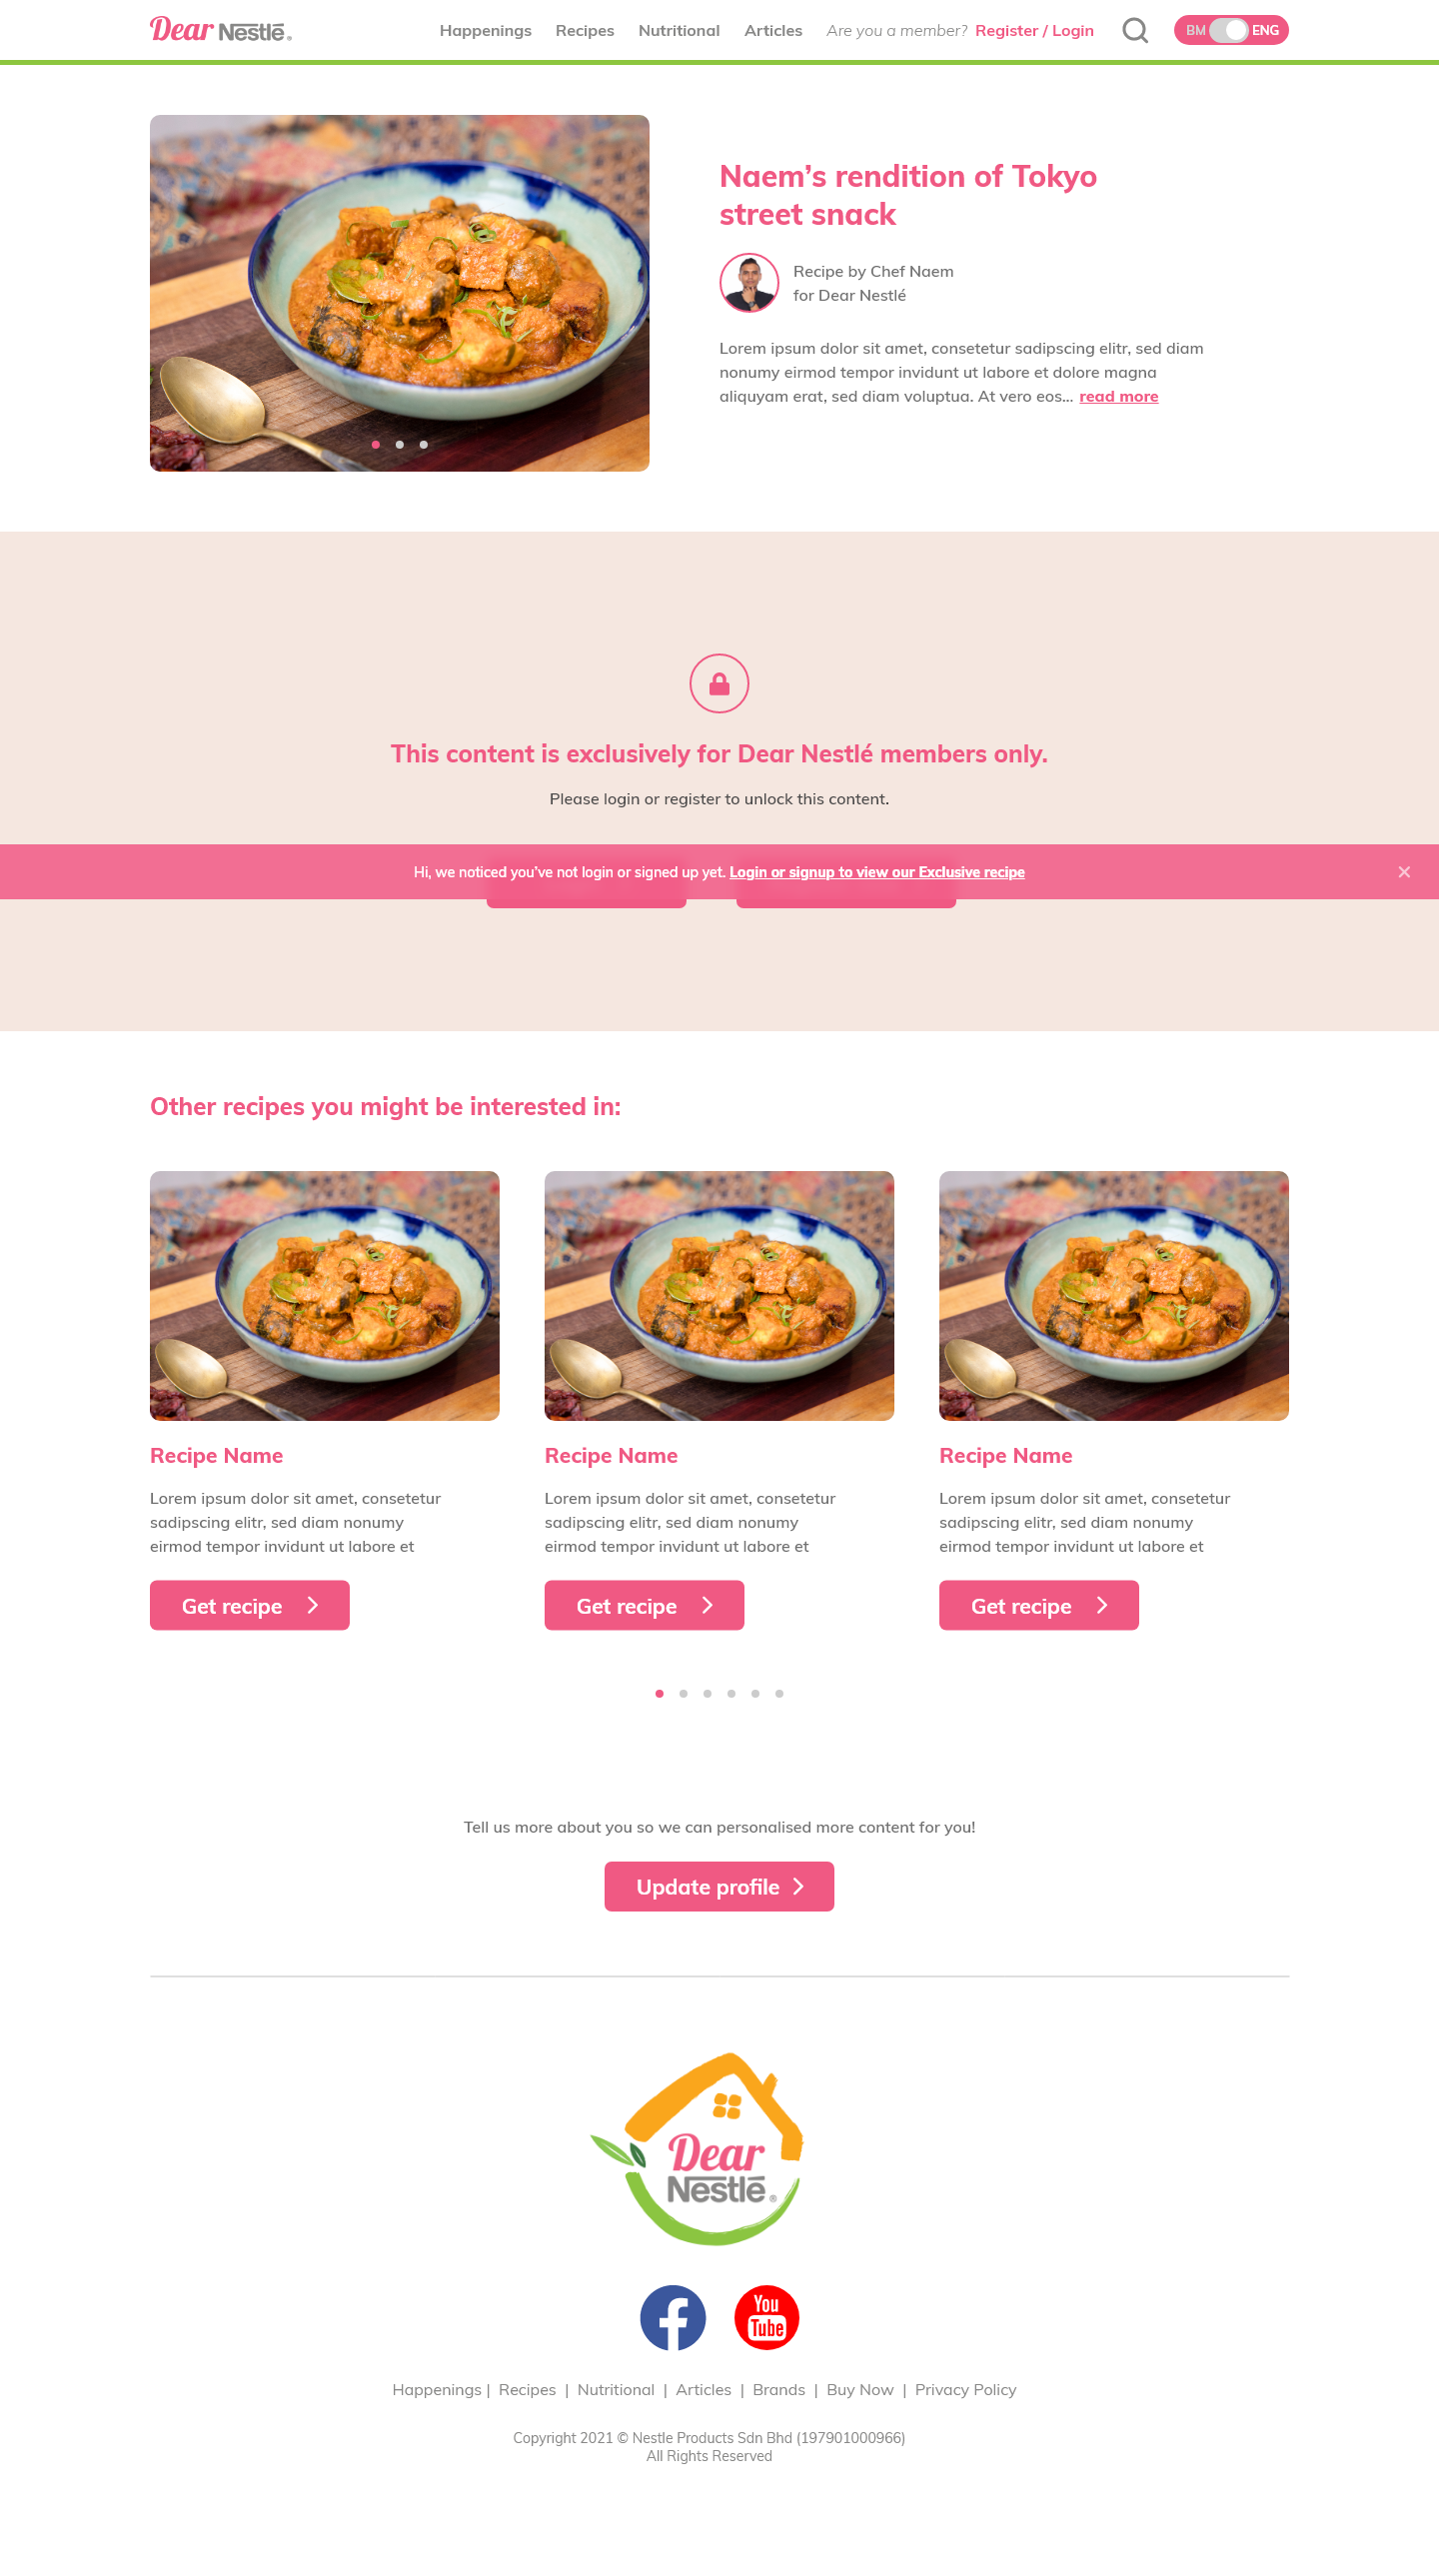 Dear Nestlé®
Happenings Recipes Nutritional Articles Are you a member? Register / Login BM ENG
Naem’s rendition of Tokyo
street snack
Recipe by Chef Naem
for Dear Nestlé
Lorem ipsum dolor sit amet, consetetur sadipscing elitr, sed diam
nonumy eirmod tempor invidunt ut labore et dolore magna
aliquyam erat, sed diam voluptua. At vero eos... read more
This content is exclusively for Dear Nestlé members only.
Please login or register to unlock this content.
Hi, we noticed you’ve not login or signed up yet. Login or signup to view our Exclusive recipe
Other recipes you might be interested in:
Recipe Name
Lorem ipsum dolor sit amet, consetetur
sadipscing elitr, sed diam nonumy
eirmod tempor invidunt ut labore et
Get recipe
Recipe Name
Lorem ipsum dolor sit amet, consetetur
sadipscing elitr, sed diam nonumy
eirmod tempor invidunt ut labore et
Get recipe
Recipe Name
Lorem ipsum dolor sit amet, consetetur
sadipscing elitr, sed diam nonumy
eirmod tempor invidunt ut labore et
Get recipe
Tell us more about you so we can personalised more content for you!
Update profile
Dear
Nestlé®
You
Tube
Happenings | Recipes | Nutritional | Articles | Brands | Buy Now | Privacy Policy
Copyright 2021 © Nestle Products Sdn Bhd (197901000966)
All Rights Reserved